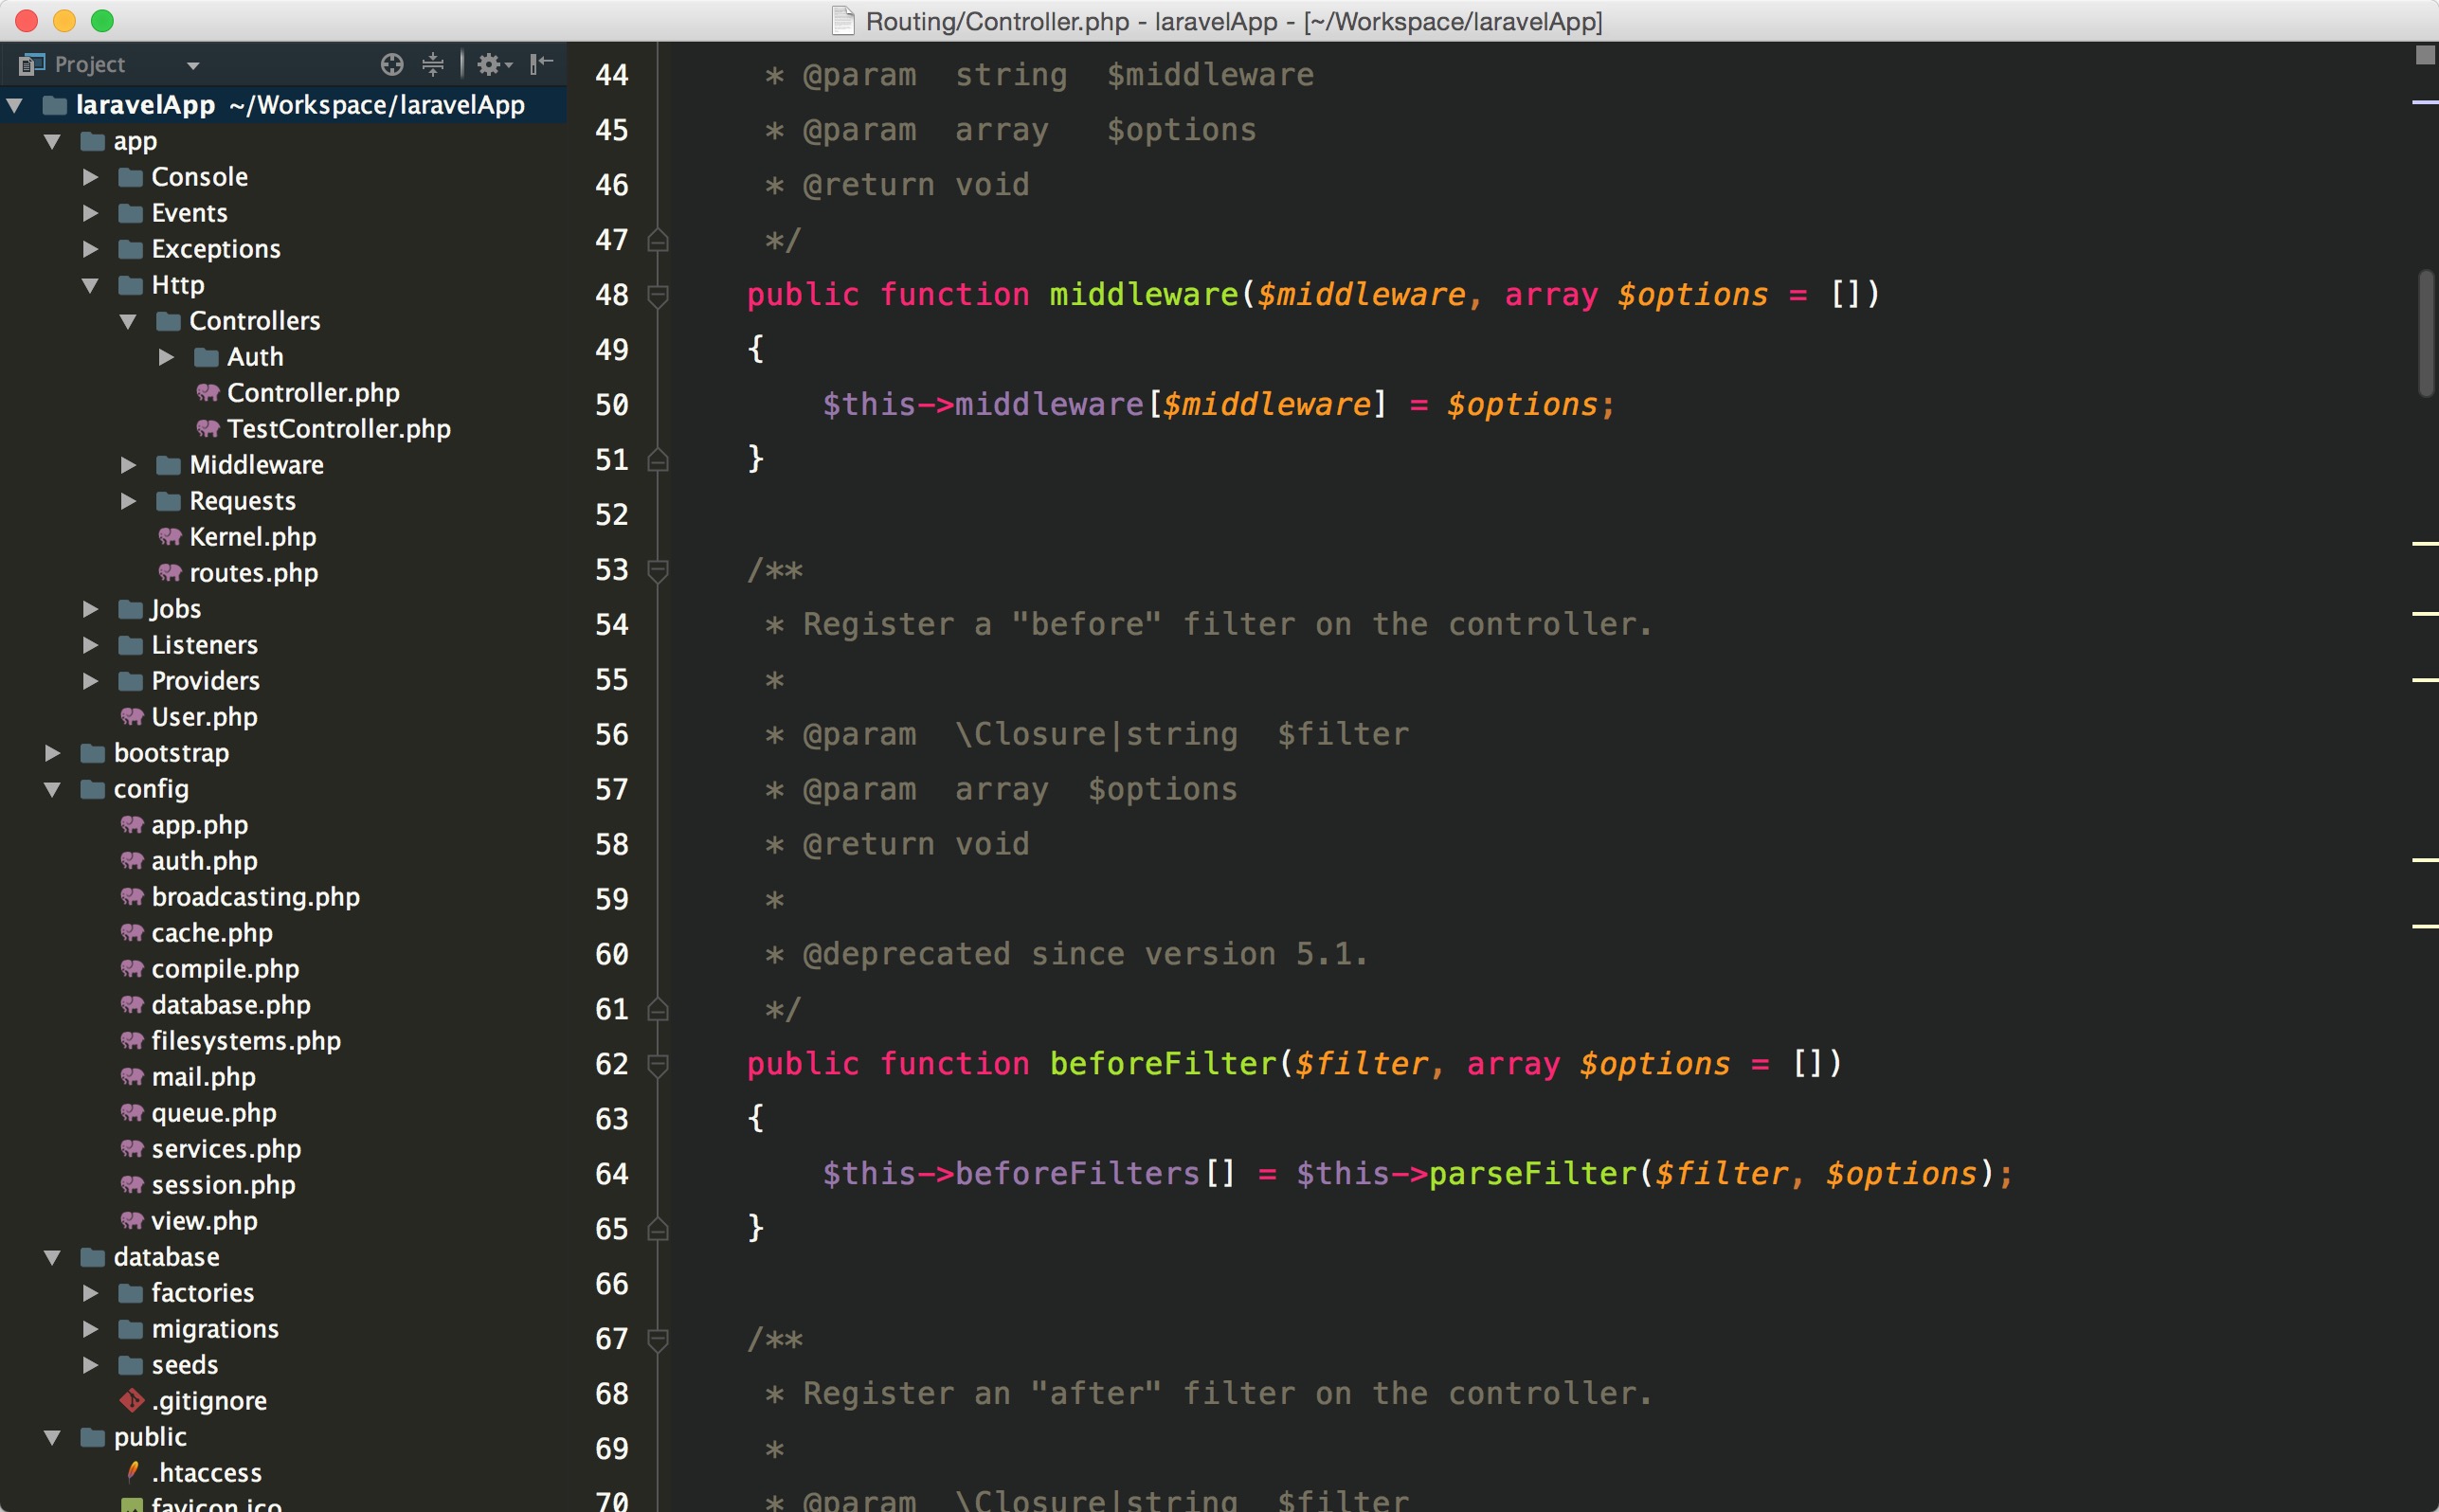 Routing/Controller.php - laravelApp - [~/Workspace/laravelApp]
Project
laravelApp ~/Workspace/laravelApp
app
Console
Events
Exceptions
Http
Controllers
Auth
Controller.php
TestController.php
Middleware
Requests
Kernel.php
routes.php
Jobs
Listeners
Providers
User.php
bootstrap
config
app.php
auth.php
broadcasting.php
cache.php
compile.php
database.php
filesystems.php
mail.php
queue.php
services.php
session.php
view.php
database
factories
migrations
seeds
.gitignore
public
.htaccess
favicon.ico
44 * @param  string  $middleware
45 * @param  array   $options
46 * @return void
47 */
48 public function middleware($middleware, array $options = [])
49 {
50 $this->middleware[$middleware] = $options;
51 }
52
53 /**
54 * Register a "before" filter on the controller.
55 *
56 * @param  \Closure|string  $filter
57 * @param  array  $options
58 * @return void
59 *
60 * @deprecated since version 5.1.
61 */
62 public function beforeFilter($filter, array $options = [])
63 {
64 $this->beforeFilters[] = $this->parseFilter($filter, $options);
65 }
66
67 /**
68 * Register an "after" filter on the controller.
69 *
70 * @param  \Closure|string  $filter